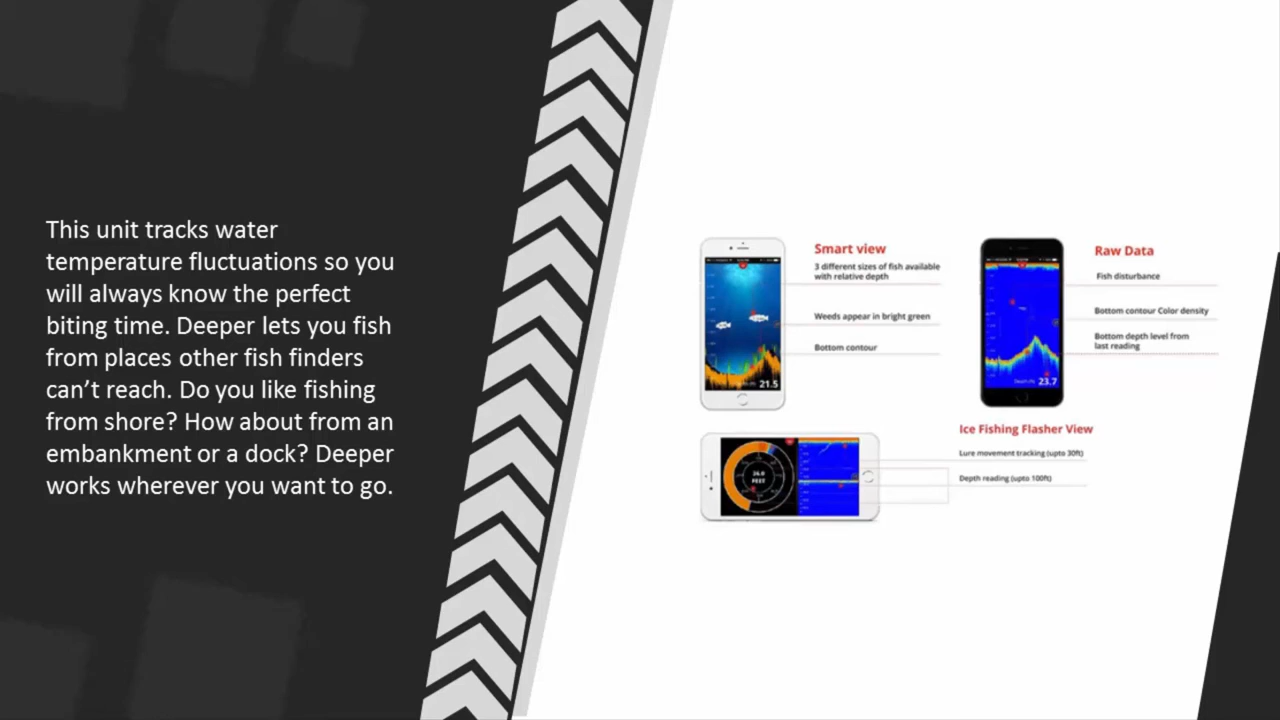 This unit tracks water
temperature fluctuations so you
will always know the perfect
biting time. Deeper lets you fish
from places other fish finders
can’t reach. Do you like fishing
from shore? How about from an
embankment or a dock? Deeper
works wherever you want to go.
Smart view
3 different sizes of fish available
with relative depth
Weeds appear in bright green
Bottom contour
21.5
Raw Data
Fish disturbance
Bottom contour Color density
Bottom depth level from
last reading
23.7
Ice Fishing Flasher View
Lure movement tracking (upto 30ft)
Depth reading (upto 100ft)
FEET